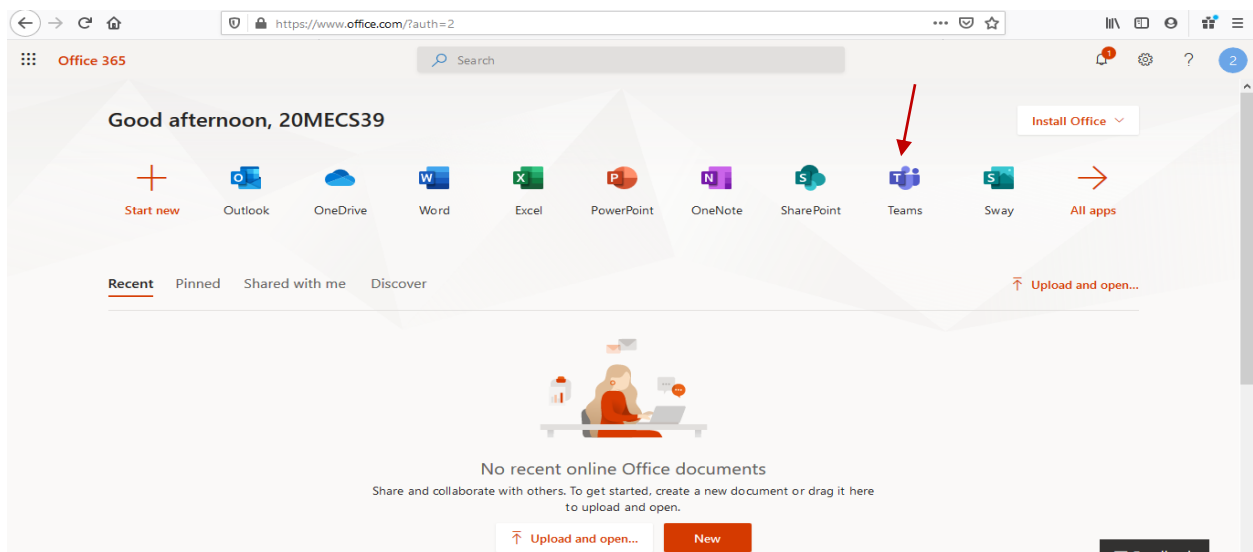 https://www.office.com/?auth=2
Office 365
Search
1
?
2
Good afternoon, 20MECS39
Install Office
Start new
Outlook
OneDrive
Word
Excel
PowerPoint
OneNote
SharePoint
Teams
Sway
All apps
Recent Pinned Shared with me Discover
Upload and open...
No recent online Office documents
Share and collaborate with others. To get started, create a new document or drag it here
to upload and open.
Upload and open...
New